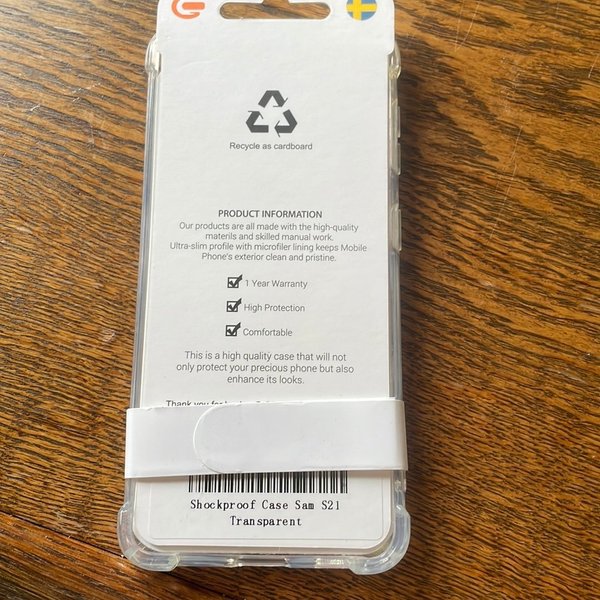 Recycle as cardboard
PRODUCT INFORMATION
Our products are all made with the high-quality
materils and skilled manual work.
Ultra-slim profile with microfiler lining keeps Mobile
Phone's exterior clean and pristine.
1 Year Warranty
High Protection
Comfortable
This is a high quality case that will not
only protect your precious phone but also
enhance its looks.
Thank you for
Shockproof Case Sam S21
Transparent